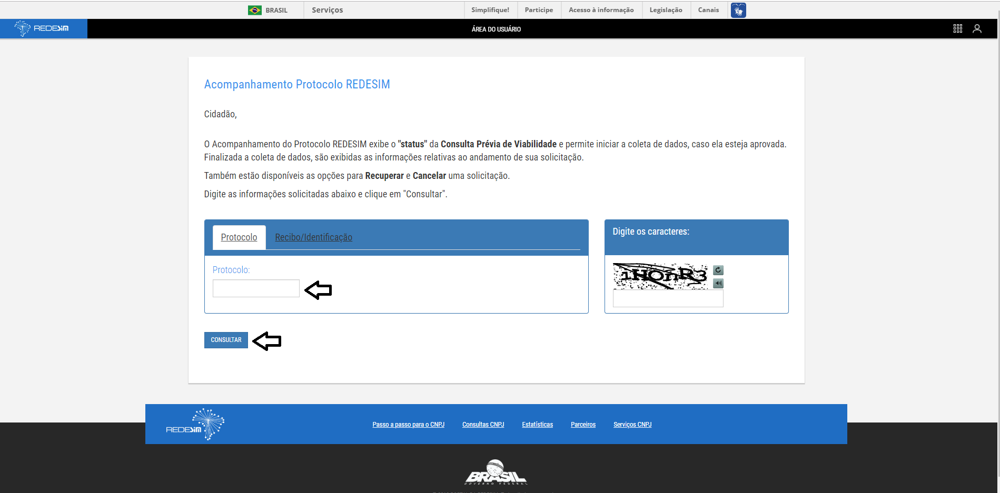 BRASIL
Serviços
Simplifique!
Participe
Acesso à informação
Legislação
Canais
REDESIM
ÁREA DO USUÁRIO
Acompanhamento Protocolo REDESIM
Cidadão,
O Acompanhamento do Protocolo REDESIM exibe o "status" da Consulta Prévia de Viabilidade e permite iniciar a coleta de dados, caso ela esteja aprovada.
Finalizada a coleta de dados, são exibidas as informações relativas ao andamento de sua solicitação.
Também estão disponíveis as opções para Recuperar e Cancelar uma solicitação.
Digite as informações solicitadas abaixo e clique em "Consultar".
Protocolo
Recibo/Identificação
Protocolo:
Digite os caracteres:
iHOnR3
CONSULTAR
REDESIM
Passo a passo para o CNPJ
Consultas CNPJ
Estatísticas
Parceiros
Serviços CNPJ
BRASIL
GOVERNO FEDERAL